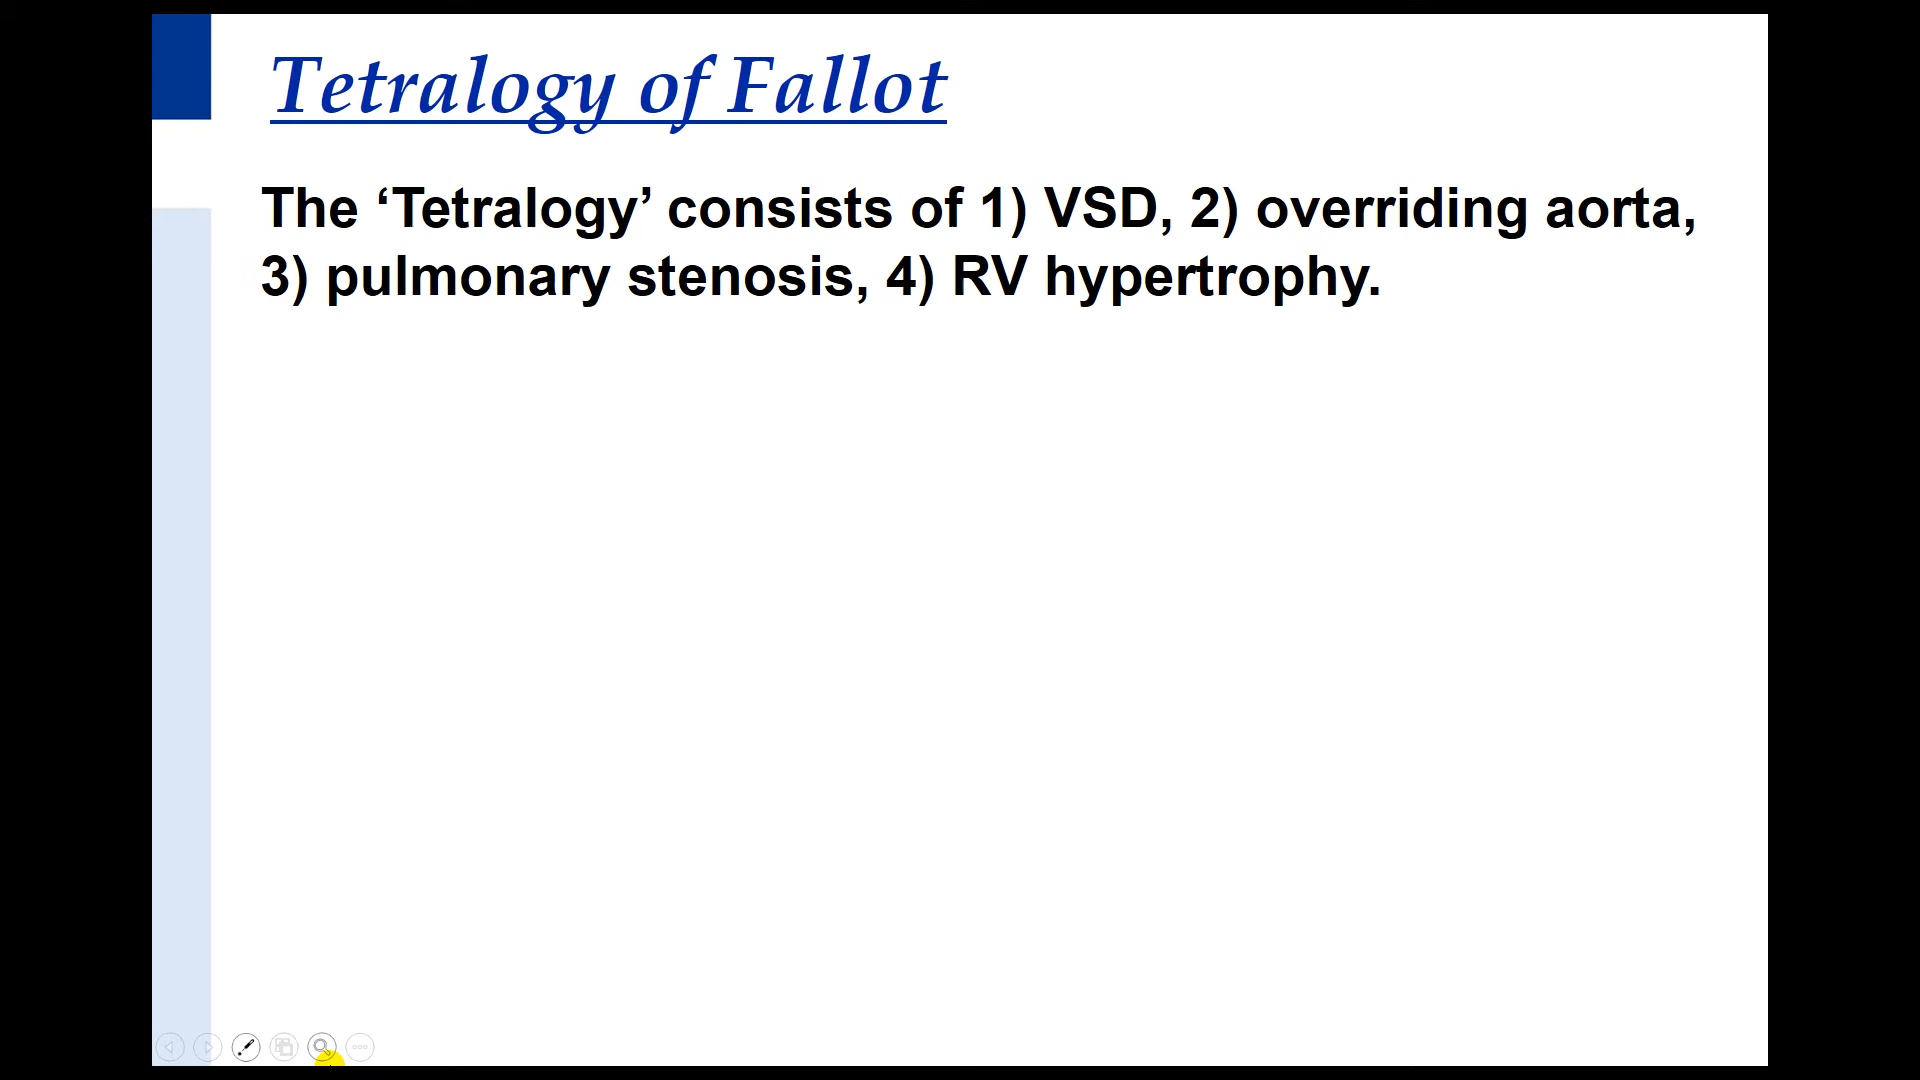 Tetralogy of Fallot
The ‘Tetralogy’ consists of 1) VSD, 2) overriding aorta,
3) pulmonary stenosis, 4) RV hypertrophy.